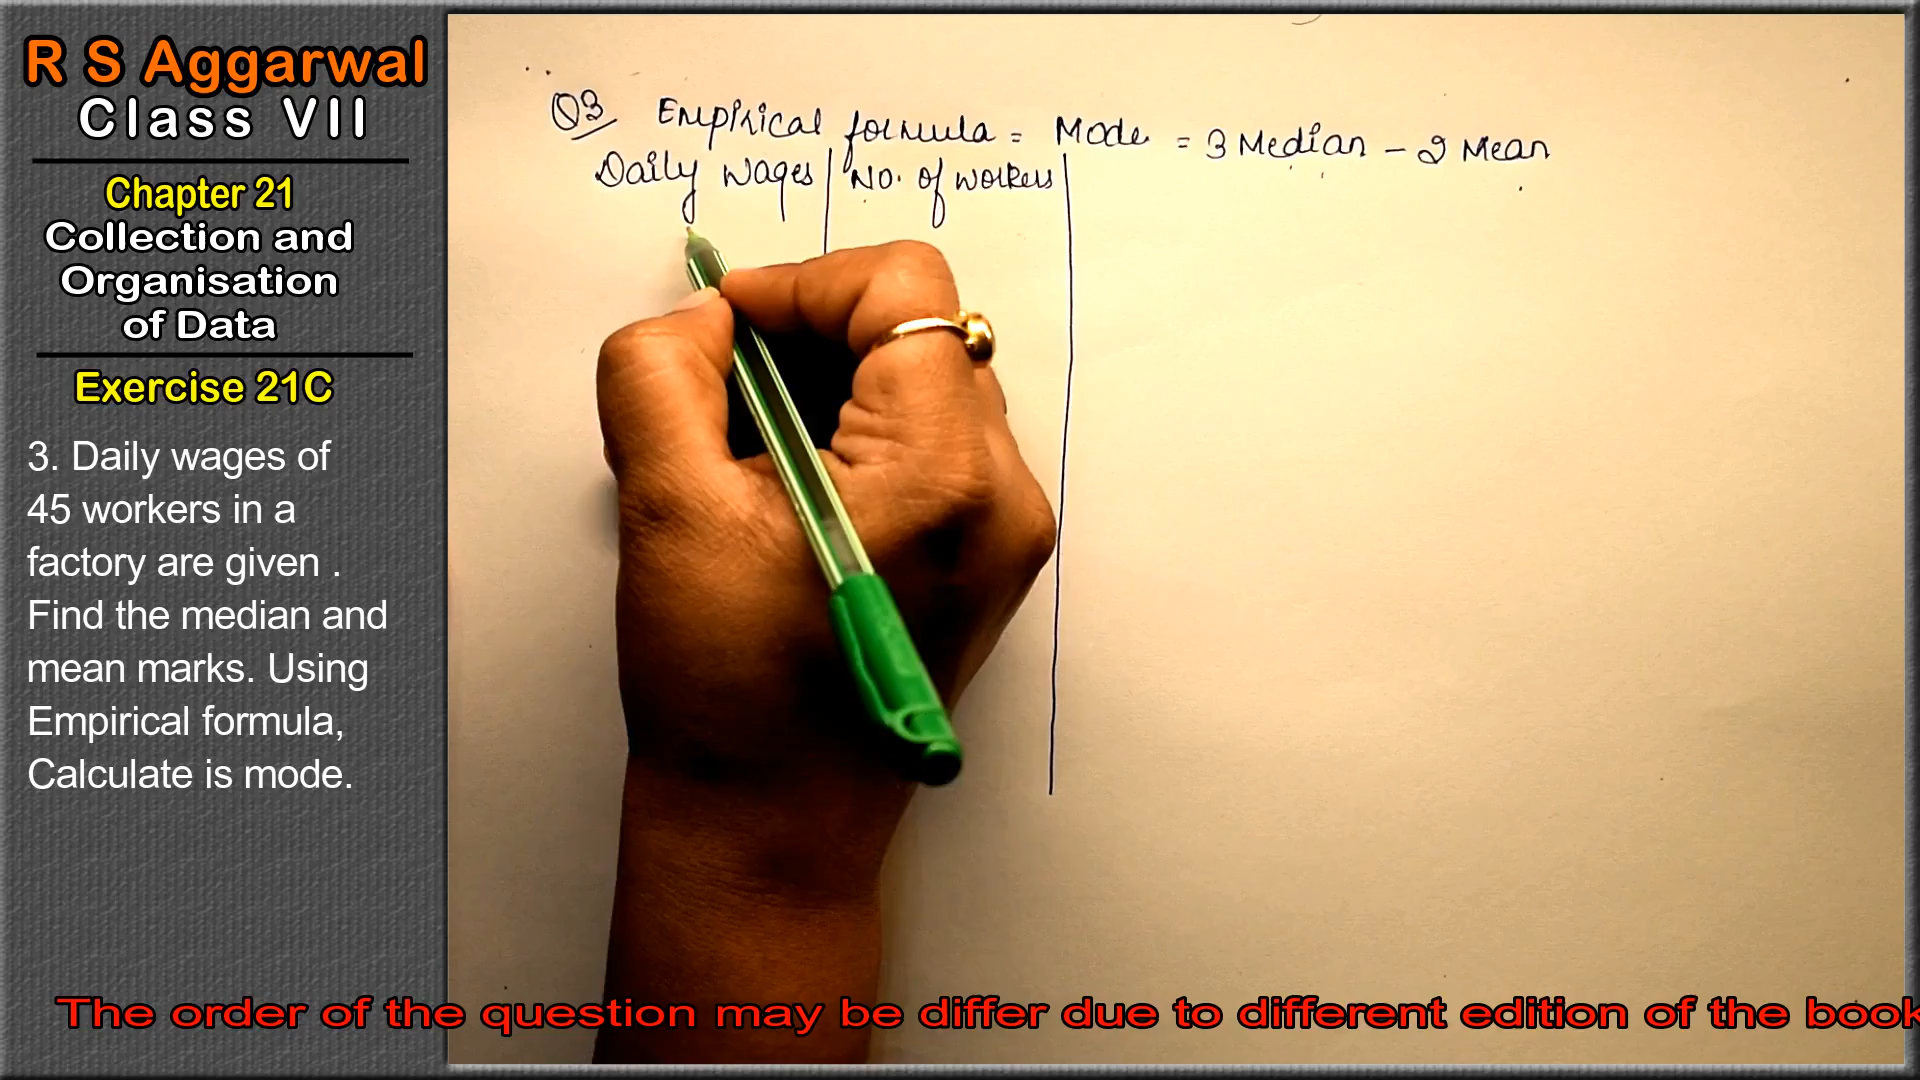 R S Aggarwal
Class VII
Chapter 21
Collection and
Organisation
of Data
Exercise 21C
3. Daily wages of
45 workers in a
factory are given .
Find the median and
mean marks. Using
Empirical formula,
Calculate is mode.
Q3 Empirical formula = Mode = 3 Median - 2 Mean
Daily wages No. of workers
The order of the question may be differ due to different edition of the book